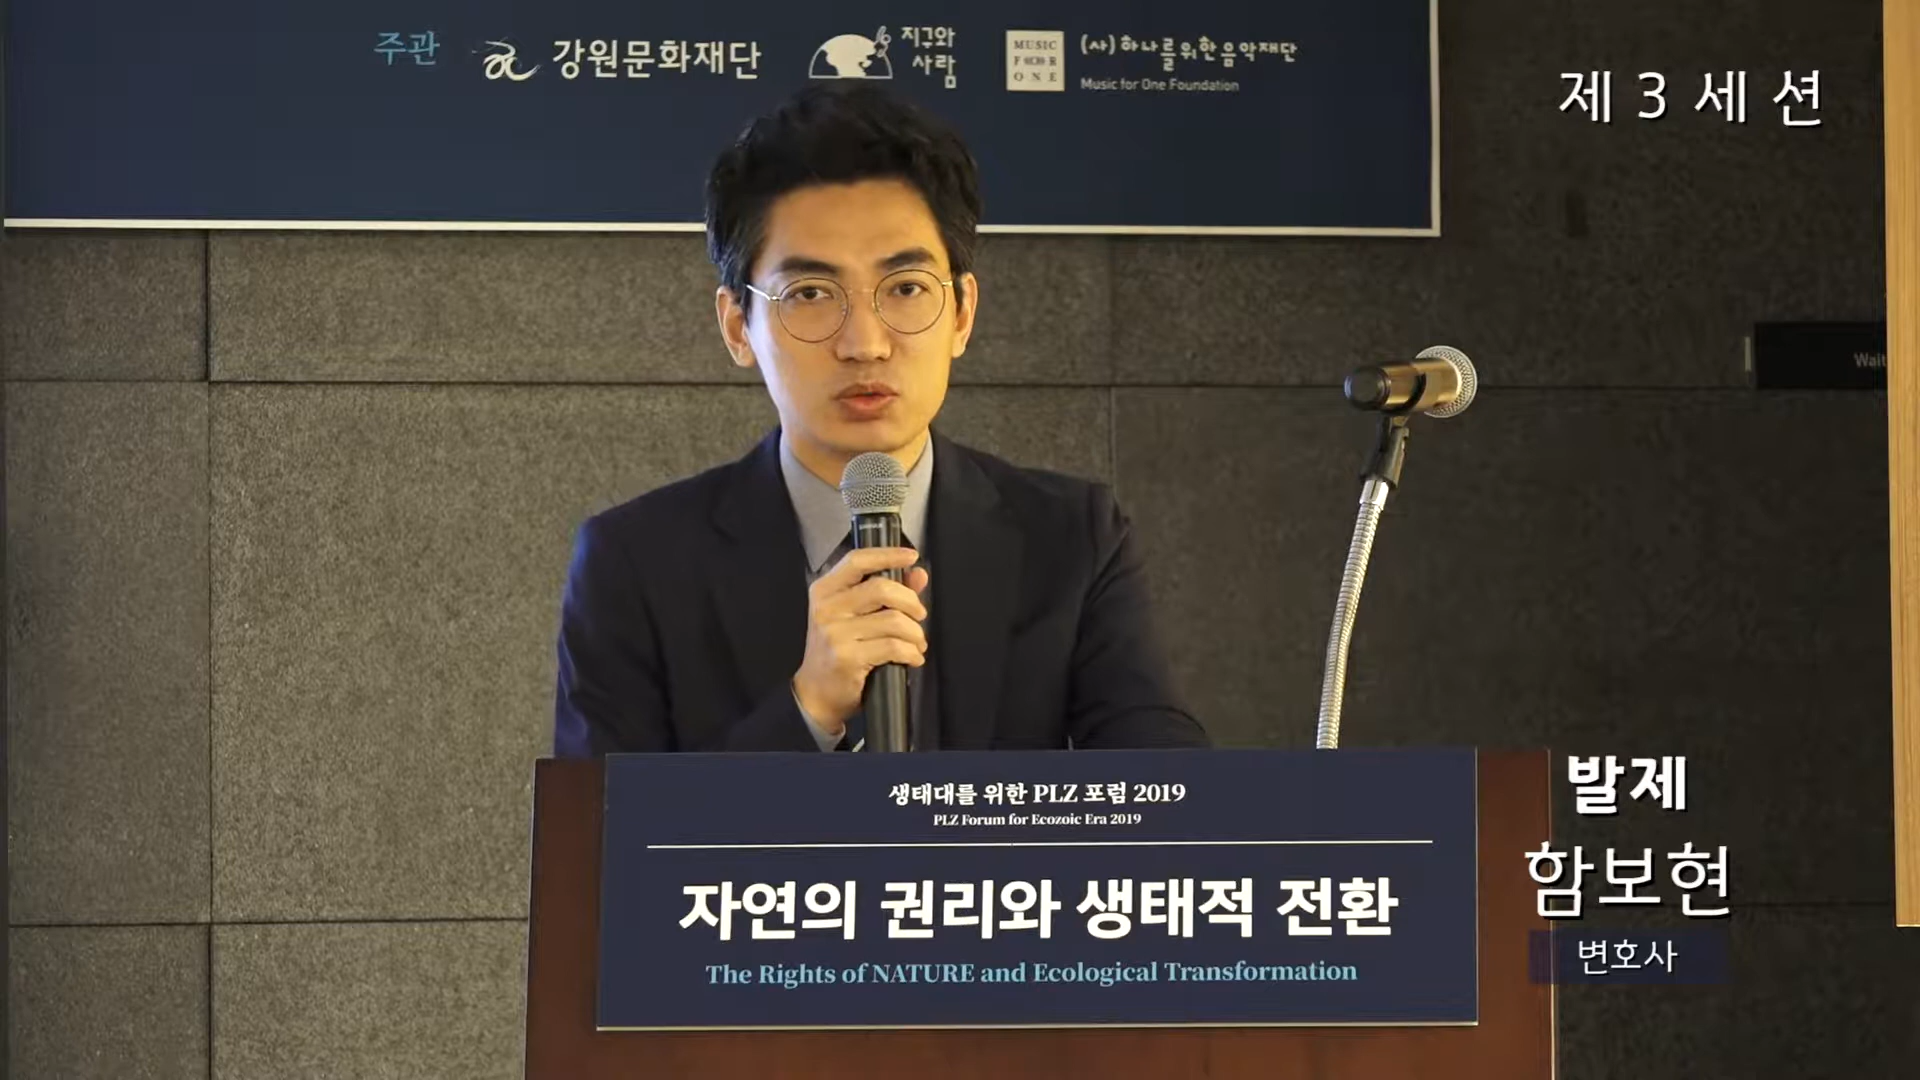 주관
강원문화재단
지구와
사람
MUSIC
FOR
ONE
(사)하나를위한음악재단
Music for One Foundation
제3세션
Wait
생태대를 위한 PLZ 포럼 2019
PLZ Forum for Ecozoic Era 2019
자연의 권리와 생태적 전환
The Rights of NATURE and Ecological Transformation
발제
함보현
변호사